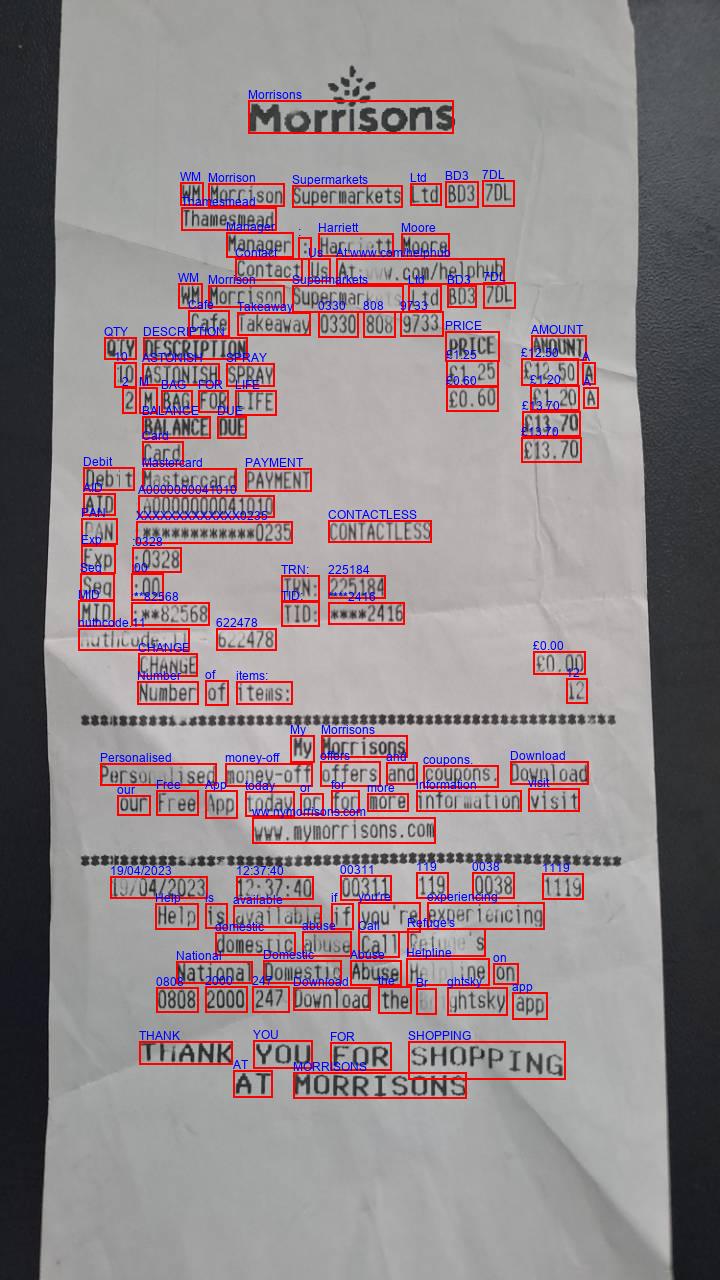 Morrisons
WM Morrison Supermarkets Ltd BD3 7DL
Thamesmead
Manager : Harriett Moore
Contact Us At:www.com/helphub
WM Morrison Supermarkets Ltd BD3 7DL
Cafe Takeaway 0330 808 9733
QTY DESCRIPTION PRICE AMOUNT
10 ASTONISH SPRAY £1.25 £12.50 A
2 M BAG FOR LIFE £0.60 £1.20 A
BALANCE DUE £13.70
Card £13.70
Debit Mastercard PAYMENT
AID A0000000041010
PAN ************0235 CONTACTLESS
Exp :0328
Seq :00 TRN: 225184
MID :**82568 TID: ****2416
AuthCode.11 622478
CHANGE £0.00
Number of items: 12
My Morrisons
Personalised money-off offers and coupons. Download
our Free App today or for more information visit
www.mymorrisons.com
19/04/2023 12:37:40 00311 119 0038 1119
Help is available if you're experiencing
domestic abuse Call Refuge's
National Domestic Abuse Helpline on
0808 2000 247 Download the Br ghtsky app
THANK YOU FOR SHOPPING
AT MORRISONS